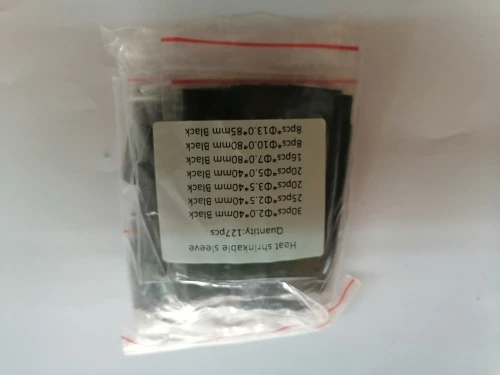 Heat shrinkable sleeve
Quantity:127pcs
30pcs*Φ2.0*40mm Black
25pcs*Φ2.5*40mm Black
20pcs*Φ3.5*40mm Black
20pcs*Φ5.0*40mm Black
16pcs*Φ7.0*80mm Black
8pcs*Φ10.0*80mm Black
8pcs*Φ13.0*85mm Black